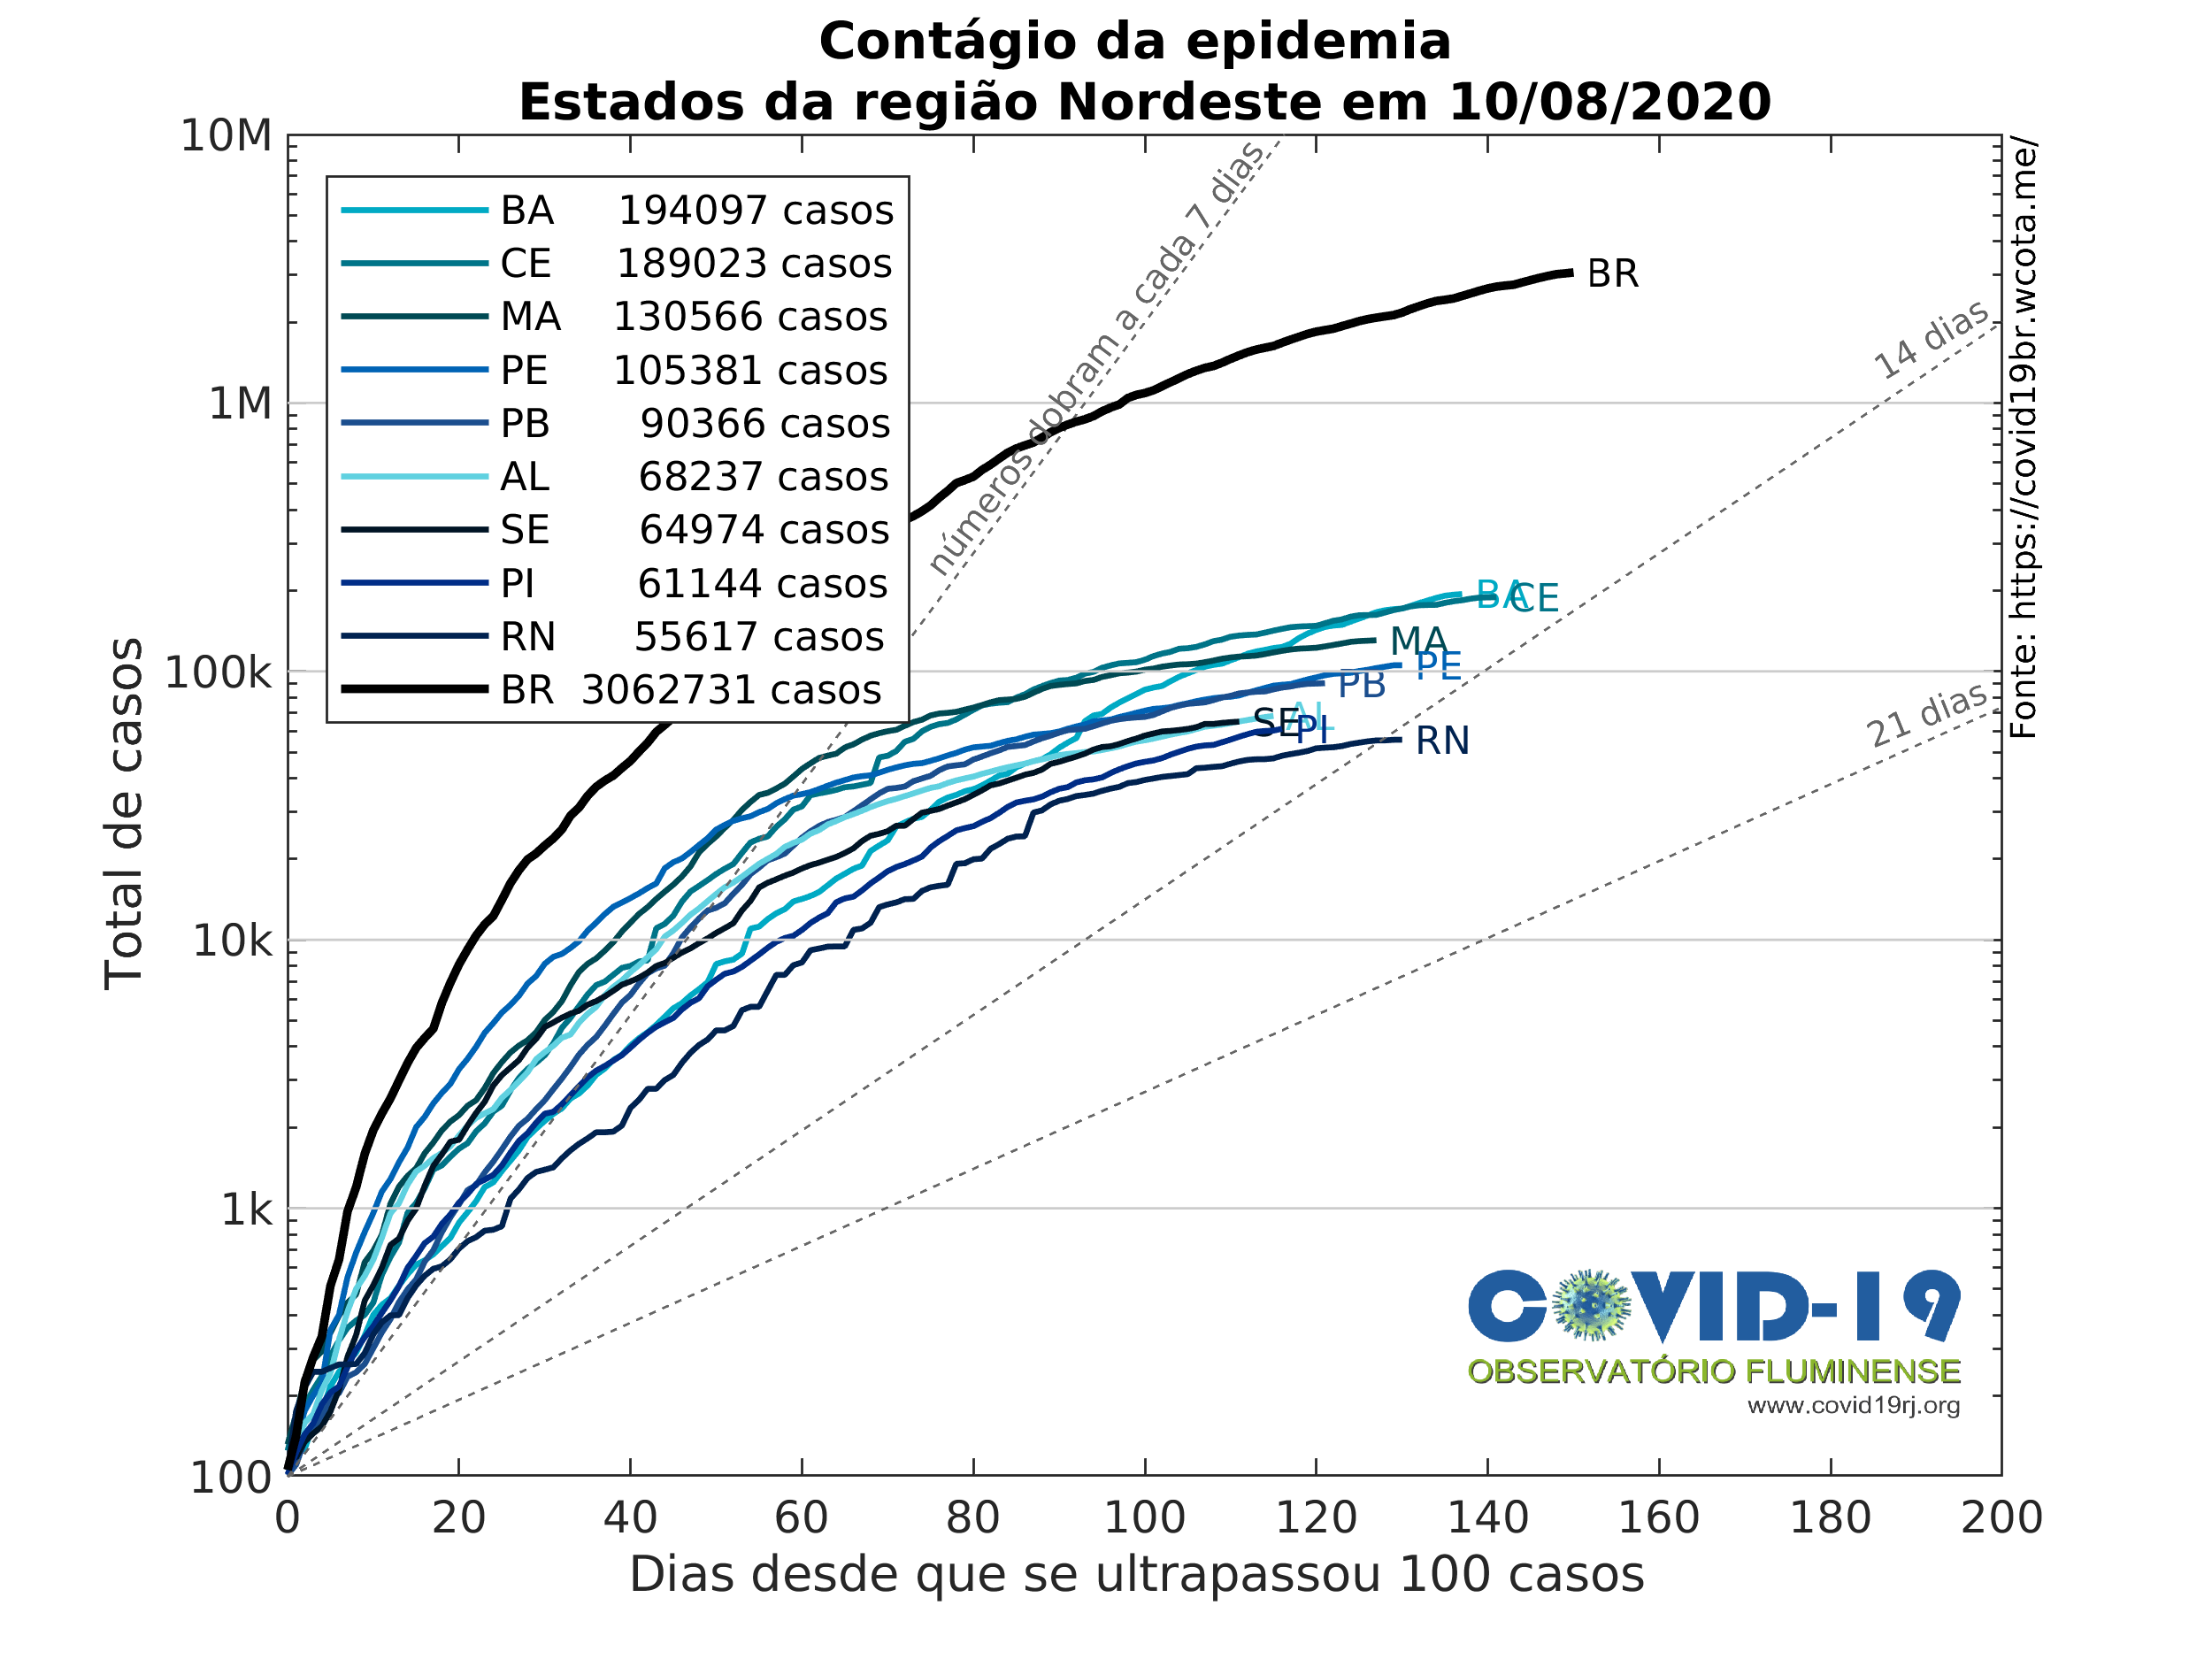 Contágio da epidemia
Estados da região Nordeste em 10/08/2020
10M
1M
100k
10k
1k
100
Total de casos
BA 194097 casos
CE 189023 casos
MA 130566 casos
PE 105381 casos
PB 90366 casos
AL 68237 casos
SE 64974 casos
PI 61144 casos
RN 55617 casos
BR 3062731 casos
números dobram a cada 7 dias
14 dias
21 dias
BR
BA
CE
MA
PE
PB
SE
AL
PI
RN
Fonte: https://covid19br.wcota.me/
COVID-19
OBSERVATÓRIO FLUMINENSE
www.covid19rj.org
0 20 40 60 80 100 120 140 160 180 200
Dias desde que se ultrapassou 100 casos